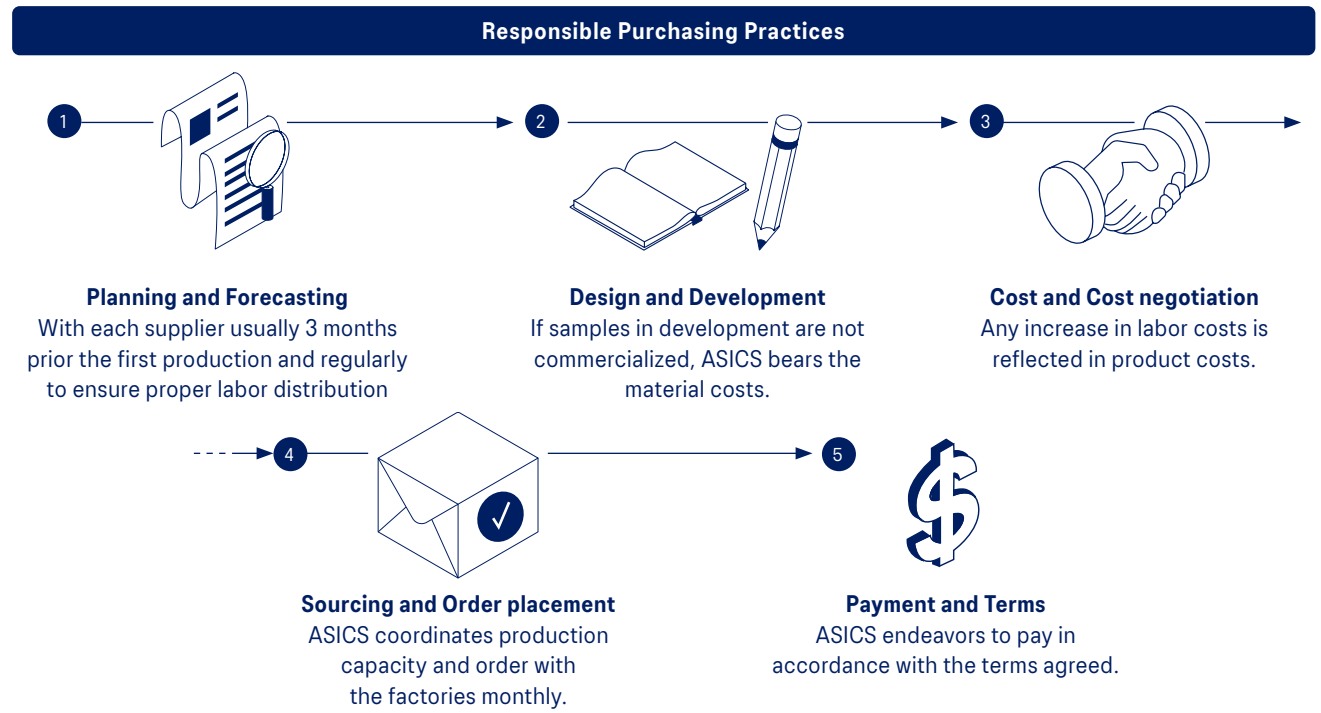 Responsible Purchasing Practices
1
2
3
Planning and Forecasting
With each supplier usually 3 months
prior the first production and regularly
to ensure proper labor distribution
Design and Development
If samples in development are not
commercialized, ASICS bears the
material costs.
Cost and Cost negotiation
Any increase in labor costs is
reflected in product costs.
4
5
Sourcing and Order placement
ASICS coordinates production
capacity and order with
the factories monthly.
Payment and Terms
ASICS endeavors to pay in
accordance with the terms agreed.